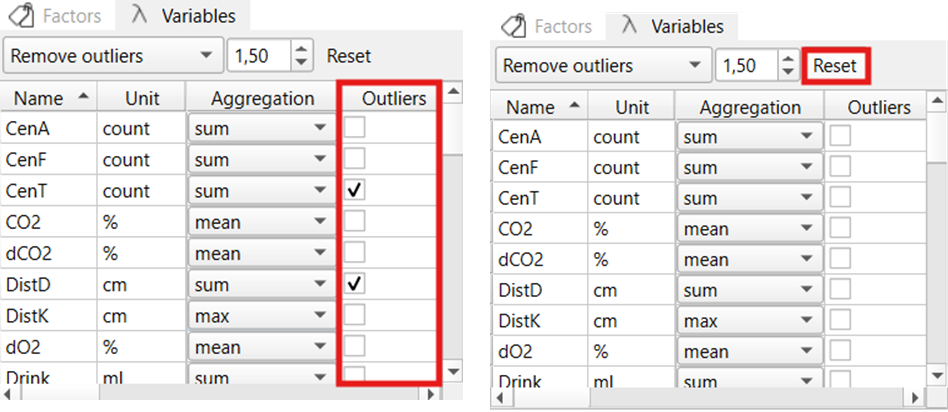 Factors λ Variables
Remove outliers 1,50 Reset
Name Unit Aggregation Outliers
CenA count sum
CenF count sum
CenT count sum
CO2 % mean
dCO2 % mean
DistD cm sum
DistK cm max
dO2 % mean
Drink ml sum
Factors λ Variables
Remove outliers 1,50 Reset
Name Unit Aggregation Outliers
CenA count sum
CenF count sum
CenT count sum
CO2 % mean
dCO2 % mean
DistD cm sum
DistK cm max
dO2 % mean
Drink ml sum